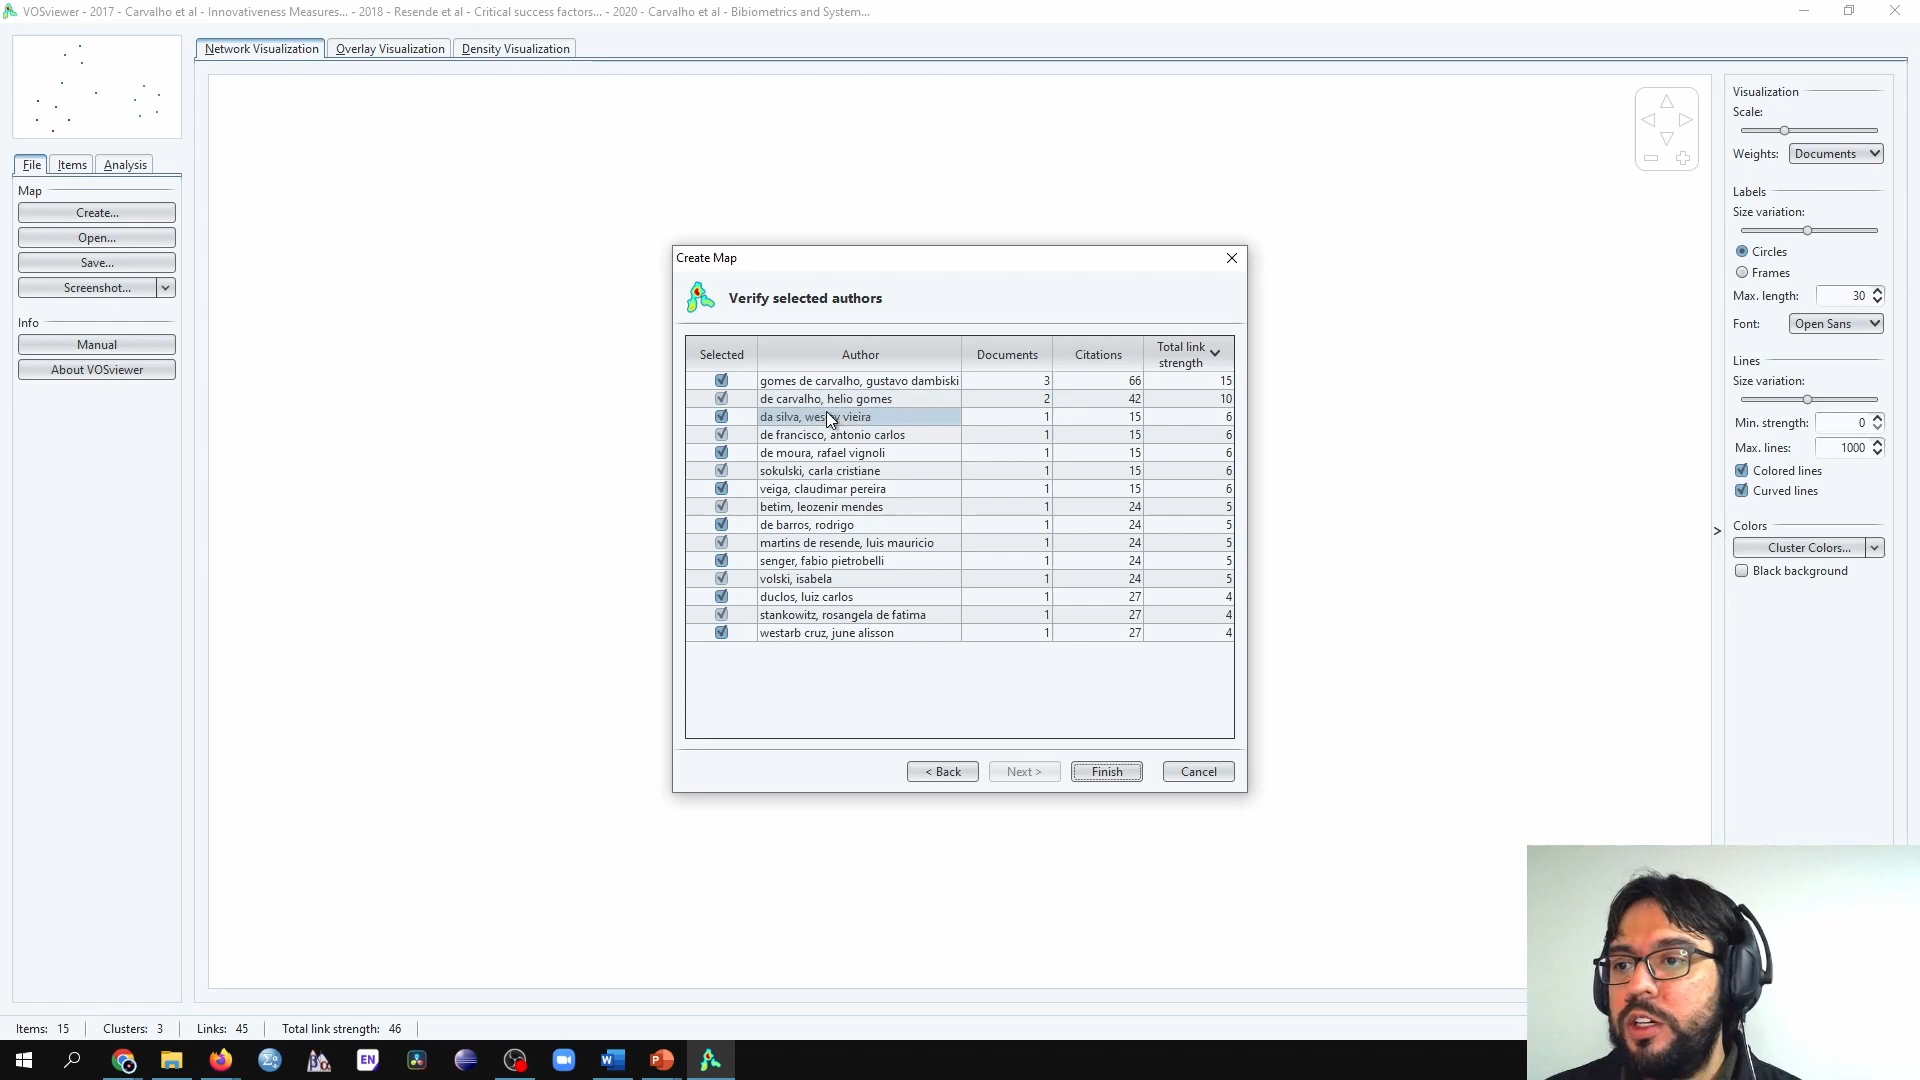 VOSviewer - 2017 - Carvalho et al - Innovativeness Measures... - 2018 - Resende et al - Critical success factors... - 2020 - Carvalho et al - Bibiometrics and System...
Network Visualization Overlay Visualization Density Visualization
File Items Analysis
Map
Create...
Open...
Save...
Screenshot...
Info
Manual
About VOSviewer
Create Map
Verify selected authors
Selected Author Documents Citations Total link strength
gomes de carvalho, gustavo dambiski 3 66 15
de carvalho, helio gomes 2 42 10
da silva, wesley vieira 1 15 6
de francisco, antonio carlos 1 15 6
de moura, rafael vignoli 1 15 6
sokulski, carla cristiane 1 15 6
veiga, claudimar pereira 1 15 6
betim, leozenir mendes 1 24 5
de barros, rodrigo 1 24 5
martins de resende, luis mauricio 1 24 5
senger, fabio pietrobelli 1 24 5
volski, isabela 1 24 5
duclos, luiz carlos 1 27 4
stankowitz, rosangela de fatima 1 27 4
westarb cruz, june alisson 1 27 4
< Back Next > Finish Cancel
Visualization
Scale:
Weights: Documents
Labels
Size variation:
Circles
Frames
Max. length: 30
Font: Open Sans
Lines
Size variation:
Min. strength: 0
Max. lines: 1000
Colored lines
Curved lines
>
Colors
Cluster Colors...
Black background
Items: 15 Clusters: 3 Links: 45 Total link strength: 46
EN